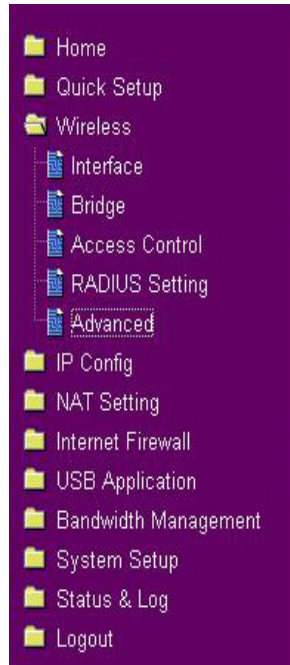 Home
Quick Setup
Wireless
Interface
Bridge
Access Control
RADIUS Setting
Advanced
IP Config
NAT Setting
Internet Firewall
USB Application
Bandwidth Management
System Setup
Status & Log
Logout